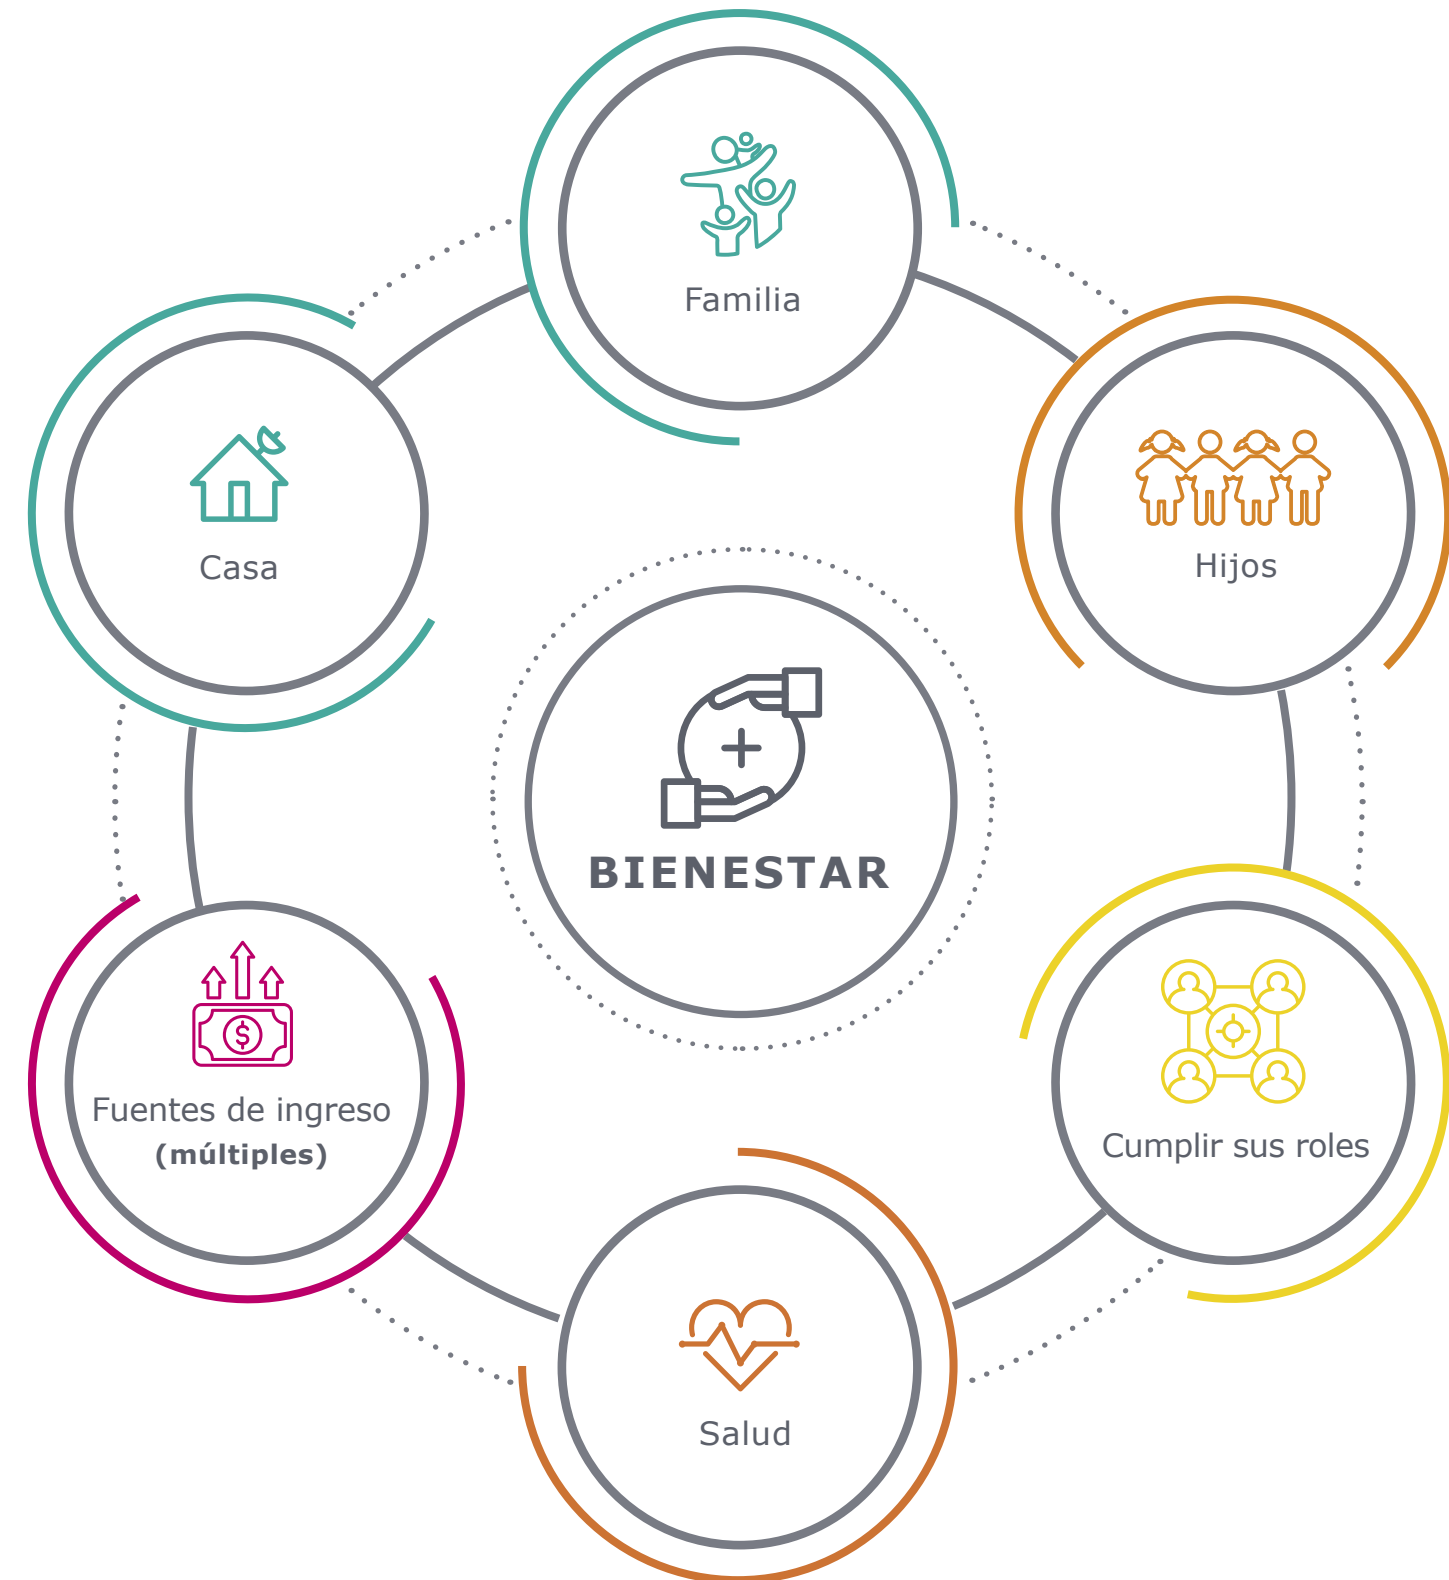 Familia
Casa
Hijos
BIENESTAR
Fuentes de ingreso
(múltiples)
Cumplir sus roles
Salud